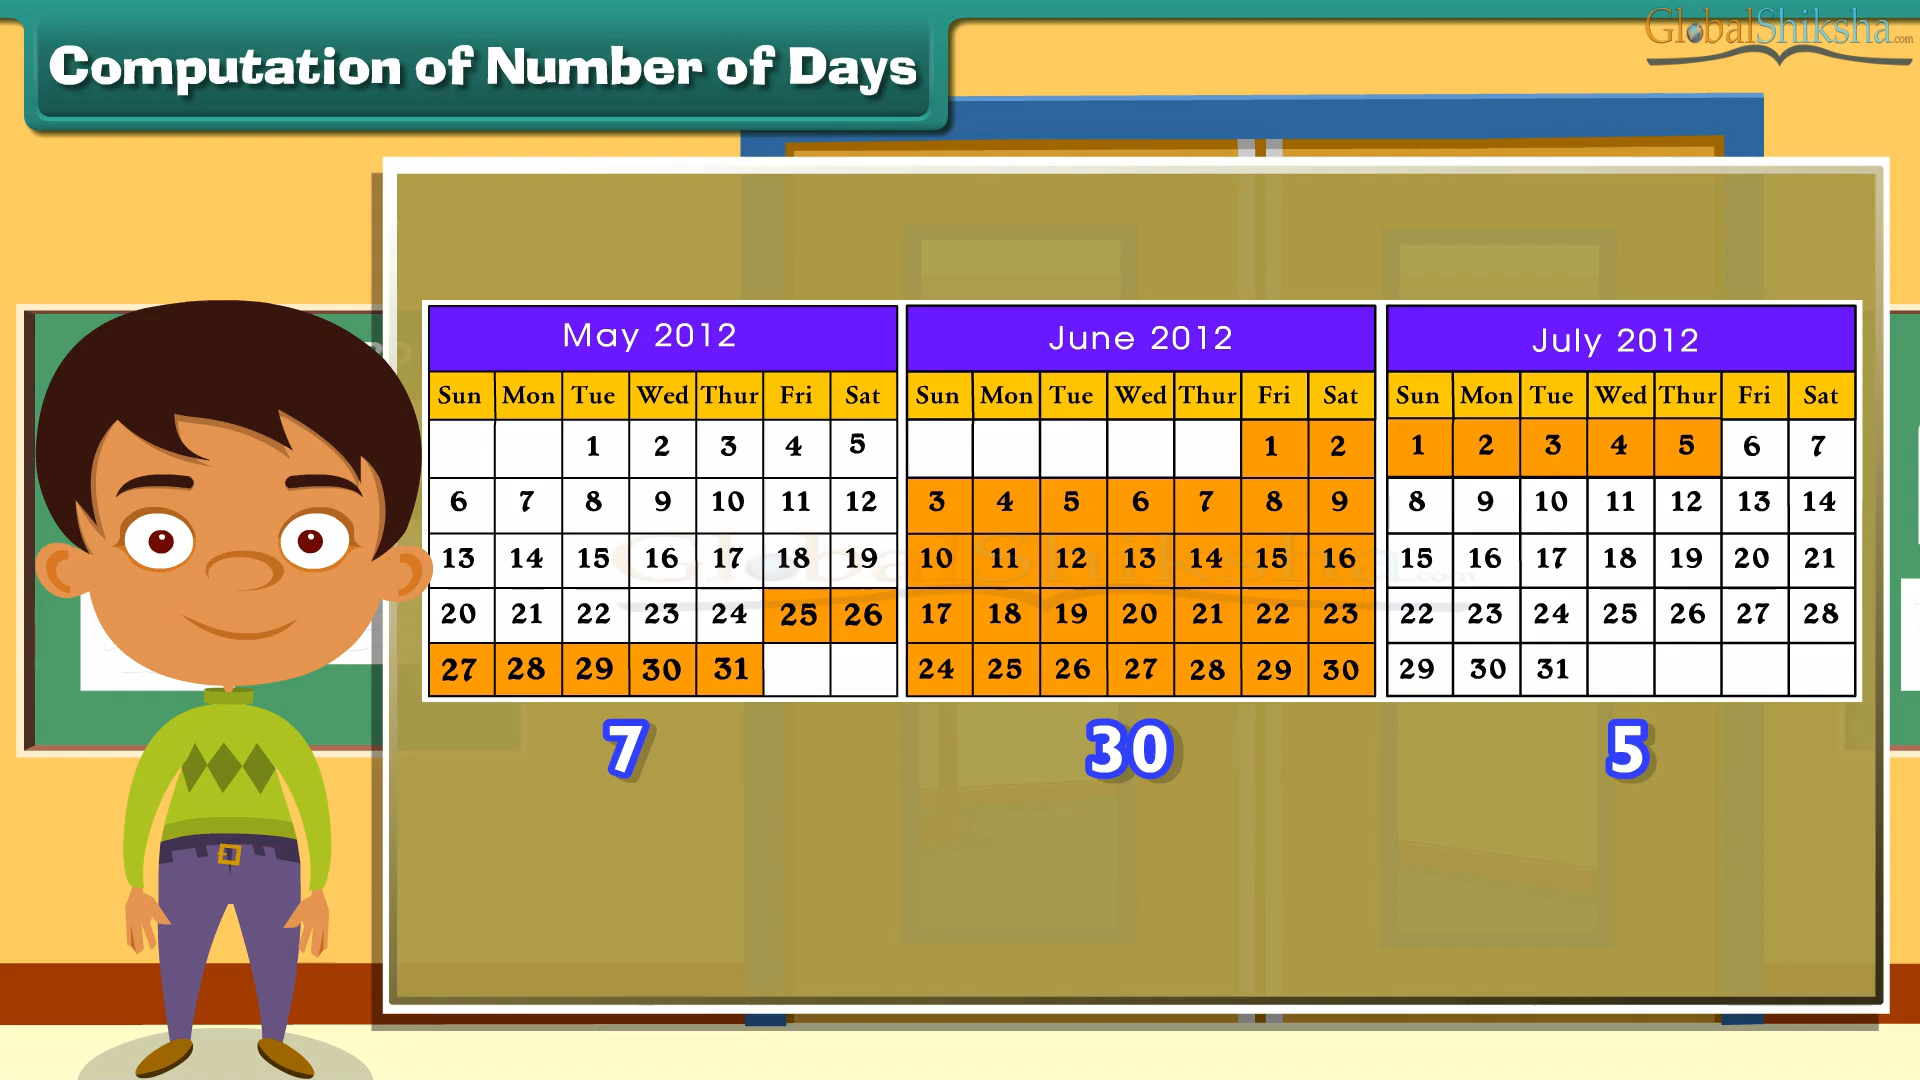 GlobalShiksha.com
Computation of Number of Days
May 2012
Sun Mon Tue Wed Thur Fri Sat
1 2 3 4 5
6 7 8 9 10 11 12
13 14 15 16 17 18 19
20 21 22 23 24 25 26
27 28 29 30 31
7
June 2012
Sun Mon Tue Wed Thur Fri Sat
1 2
3 4 5 6 7 8 9
10 11 12 13 14 15 16
17 18 19 20 21 22 23
24 25 26 27 28 29 30
30
July 2012
Sun Mon Tue Wed Thur Fri Sat
1 2 3 4 5 6 7
8 9 10 11 12 13 14
15 16 17 18 19 20 21
22 23 24 25 26 27 28
29 30 31
5
GlobalShiksha.com